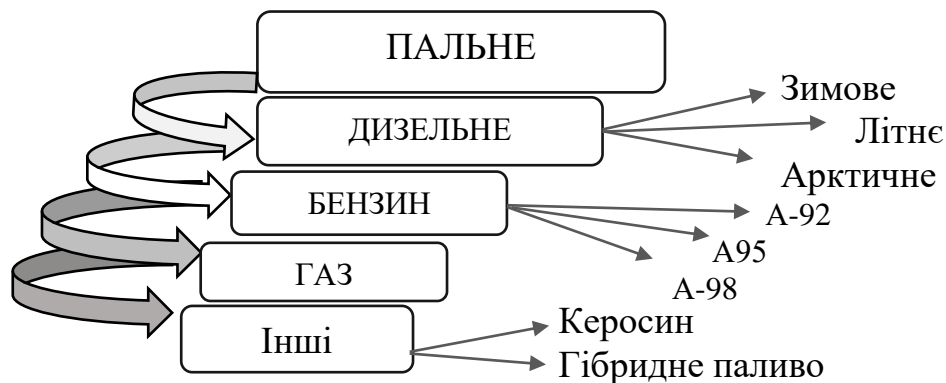 ПАЛЬНЕ
ДИЗЕЛЬНЕ
Зимове
Літнє
Арктичне
БЕНЗИН
А-92
А95
А-98
ГАЗ
Інші
Керосин
Гібридне паливо